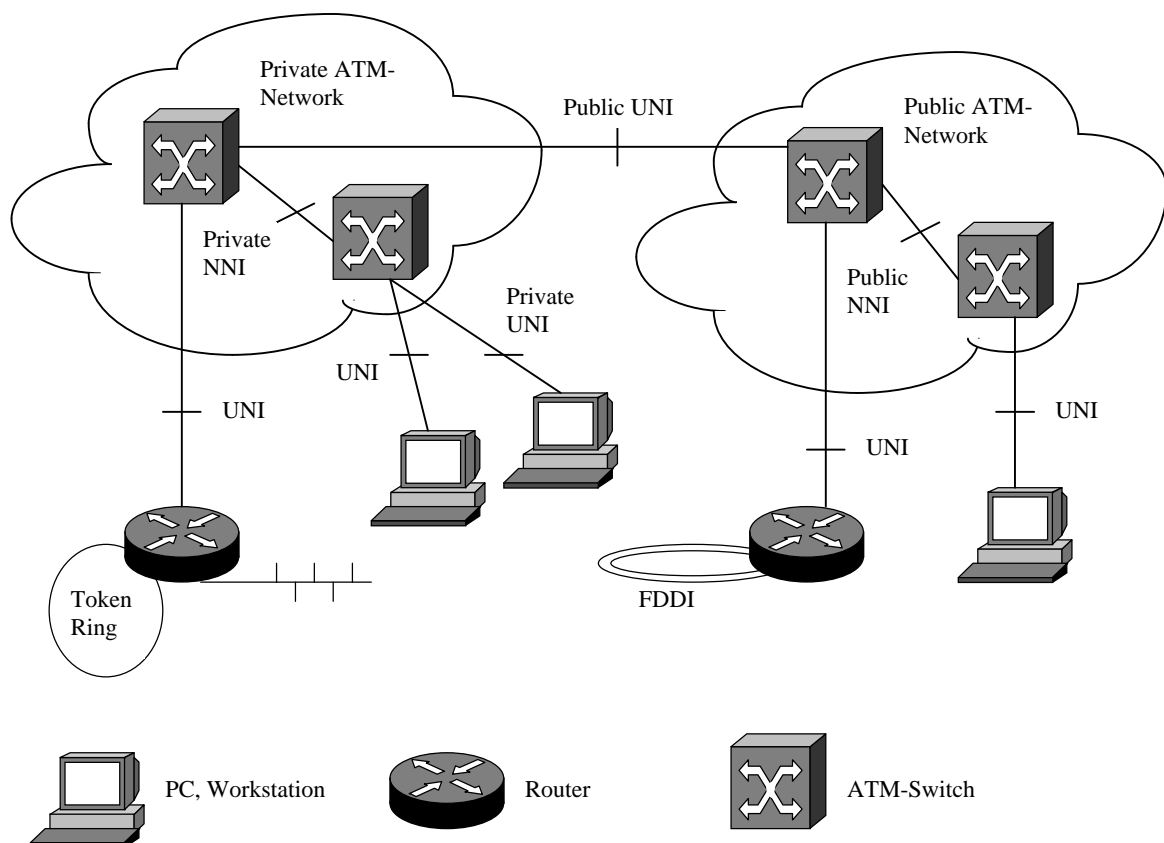 Private ATM-
Network
Public UNI
Public ATM-
Network
Private
NNI
Public
NNI
Private
UNI
UNI
UNI
UNI
UNI
Token
Ring
FDDI
PC, Workstation
Router
ATM-Switch